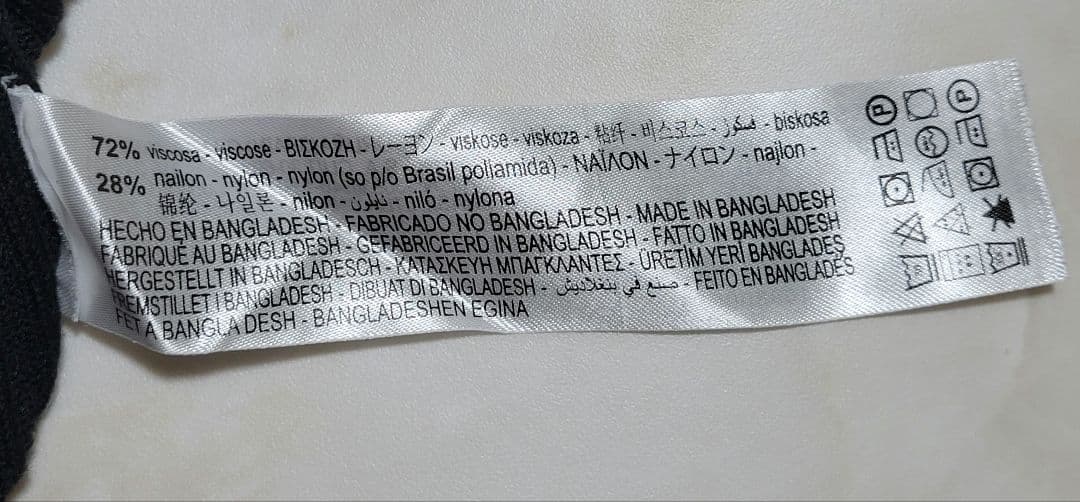 72% viscosa - viscose - ΒΙΣΚΟΖΗ - レーヨン - viskose - viskoza - 粘纤 - 비스코스 - فسكوز - biskosa
28% nailon - nylon - nylon (so p/o Brasil poliamida) - ΝΑΪΛΟΝ - ナイロン - najlon -
锦纶 - 나일론 - nilon - نايلون - niló - nylona
HECHO EN BANGLADESH - FABRICADO NO BANGLADESH - MADE IN BANGLADESH
FABRIQUÉ AU BANGLADESH - GEFABRICEERD IN BANGLADESH - FATTO IN BANGLADESH
HERGESTELLT IN BANGLADESCH - ΚΑΤΑΣΚΕΥΗ ΜΠΑΓΚΛΑΝΤΕΣ - ÜRETİM YERİ BANGLADEŞ
FREMSTILLET I BANGLADESH - DIBUAT DI BANGLADESH - صنع في بنغلاديش - FEITO EN BANGLADÉS
FET A BANGLA DESH - BANGLADESHEN EGINA
P P